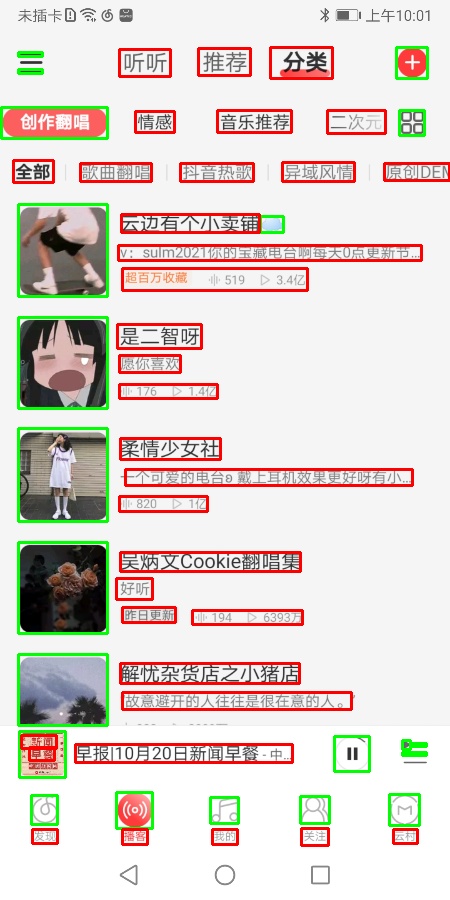 未插卡 上午10:01
听听 推荐 分类
创作翻唱 情感 音乐推荐 二次元
全部 歌曲翻唱 抖音热歌 异域风情 原创DEM
云边有个小卖铺
v：sulm2021你的宝藏电台啊每天0点更新节...
超百万收藏 519 3.4亿
是二智呀
愿你喜欢
176 1.4亿
柔情少女社
一个可爱的电台ʚ 戴上耳机效果更好呀有小...
820 1亿
吴炳文Cookie翻唱集
好听
昨日更新 194 6393万
解忧杂货店之小猪店
故意避开的人往往是很在意的人。
新闻
早餐
早报|10月20日新闻早餐 - 中...
发现 播客 我的 关注 云村